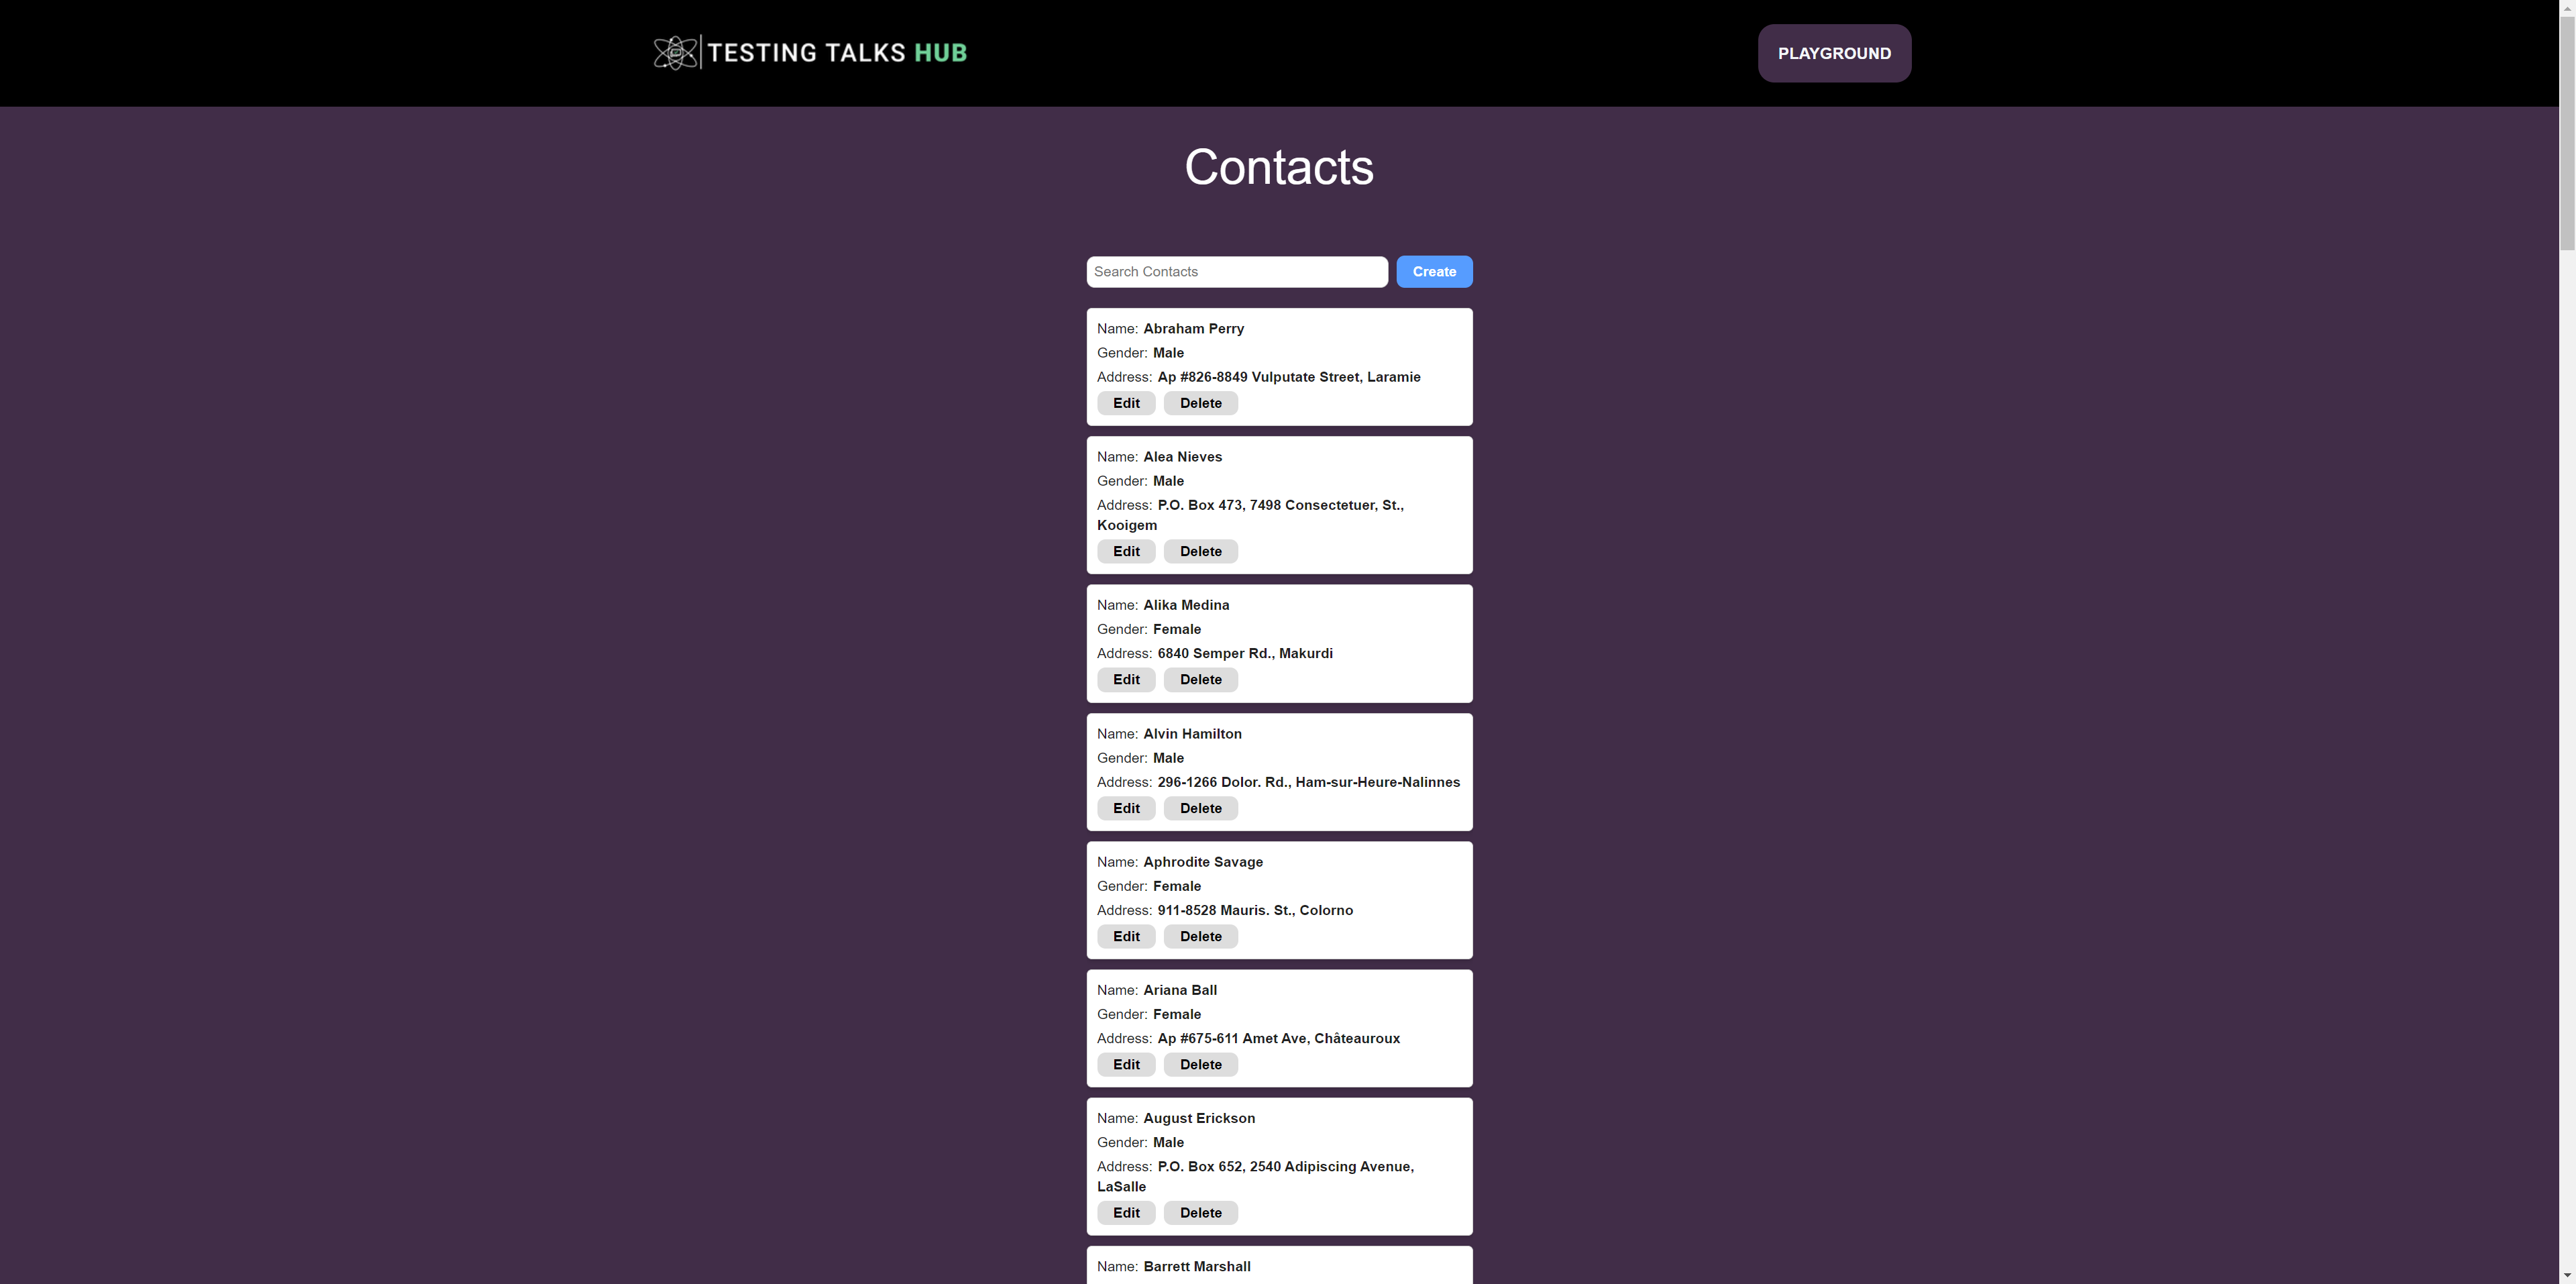 TESTING TALKS HUB
PLAYGROUND
Contacts
Search Contacts
Create
Name: Abraham Perry
Gender: Male
Address: Ap #826-8849 Vulputate Street, Laramie
Edit Delete
Name: Alea Nieves
Gender: Male
Address: P.O. Box 473, 7498 Consectetuer, St.,
Kooigem
Edit Delete
Name: Alika Medina
Gender: Female
Address: 6840 Semper Rd., Makurdi
Edit Delete
Name: Alvin Hamilton
Gender: Male
Address: 296-1266 Dolor. Rd., Ham-sur-Heure-Nalinnes
Edit Delete
Name: Aphrodite Savage
Gender: Female
Address: 911-8528 Mauris. St., Colorno
Edit Delete
Name: Ariana Ball
Gender: Female
Address: Ap #675-611 Amet Ave, Châteauroux
Edit Delete
Name: August Erickson
Gender: Male
Address: P.O. Box 652, 2540 Adipiscing Avenue,
LaSalle
Edit Delete
Name: Barrett Marshall